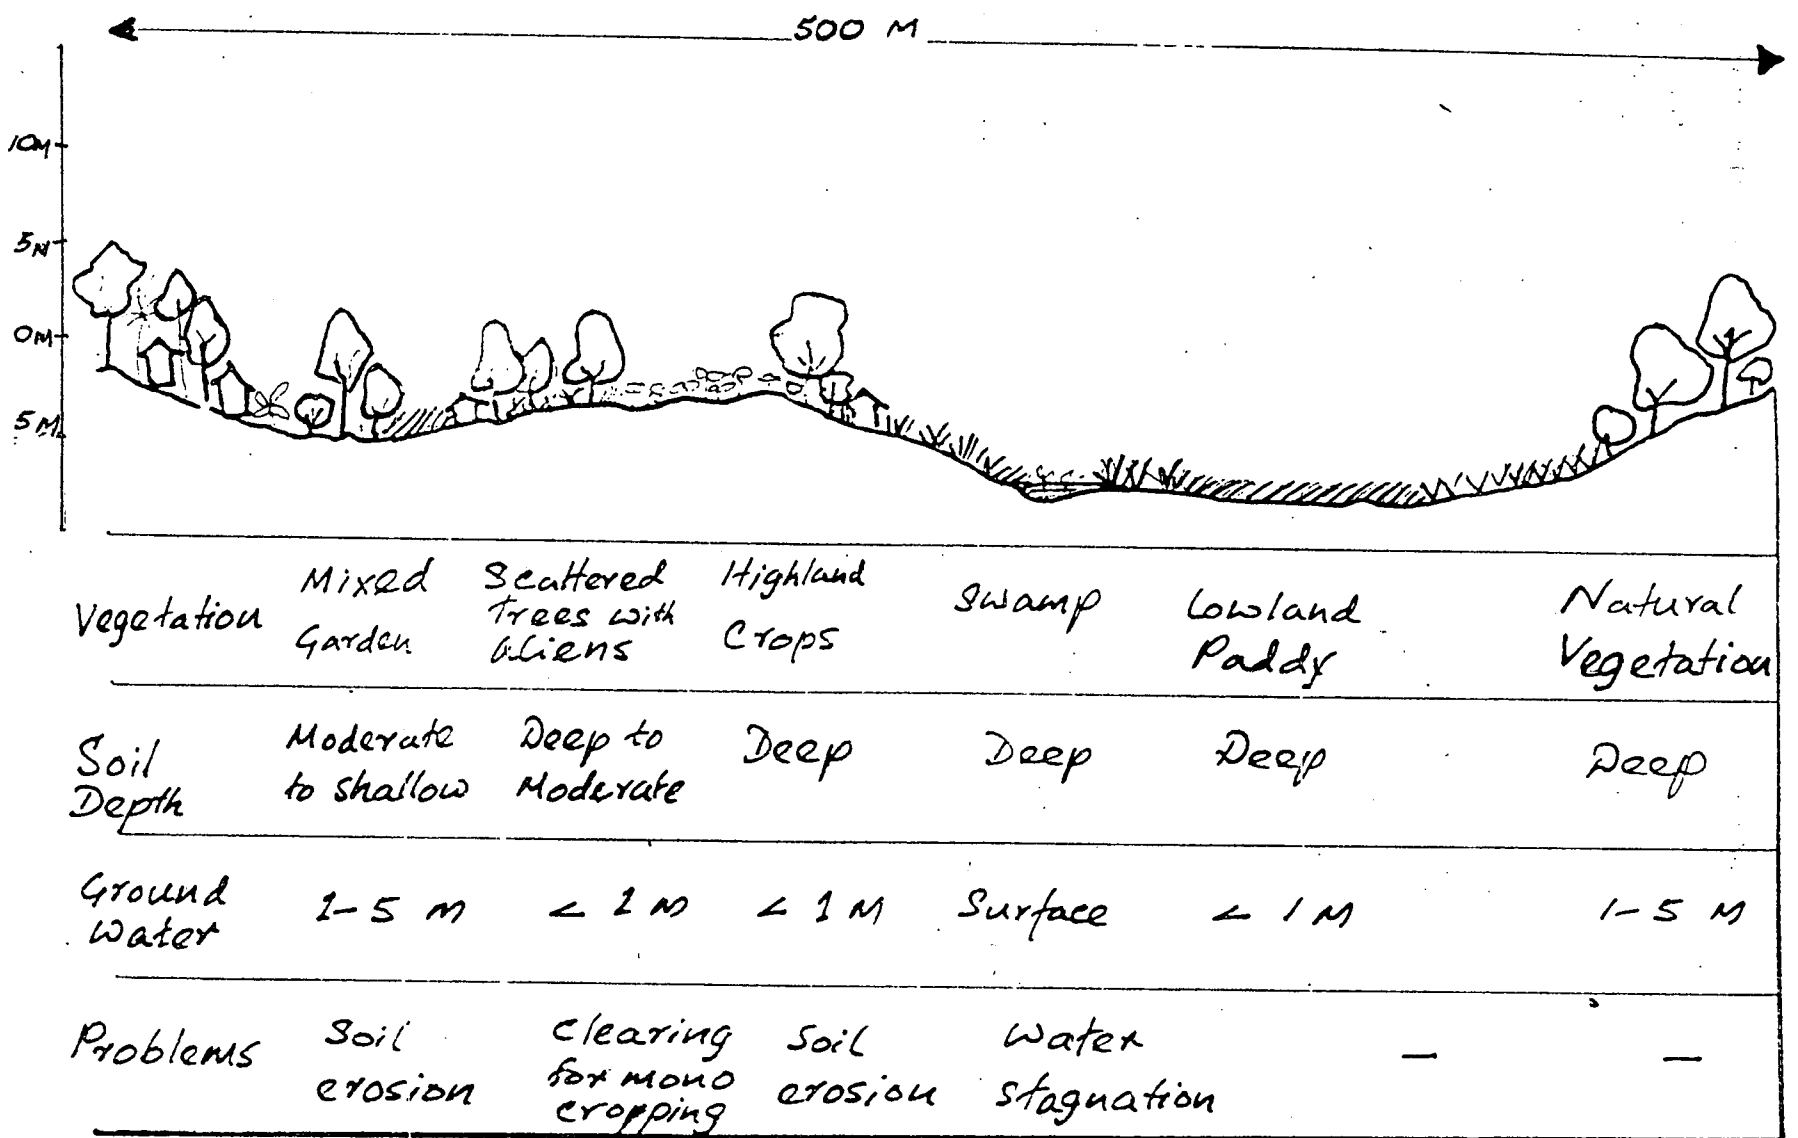 500 M
10M
5M
0M
5M
Vegetation
Mixed
Garden
Scattered
Trees with
aliens
Highland
Crops
Swamp
Lowland
Paddy
Natural
Vegetation
Soil
Depth
Moderate
to shallow
Deep to
Moderate
Deep
Deep
Deep
Deep
Ground
water
1-5 m
< 1 m
< 1 M
Surface
< 1 M
1-5 M
Problems
Soil
erosion
Clearing
for mono
cropping
Soil
erosion
Water
stagnation
—
—